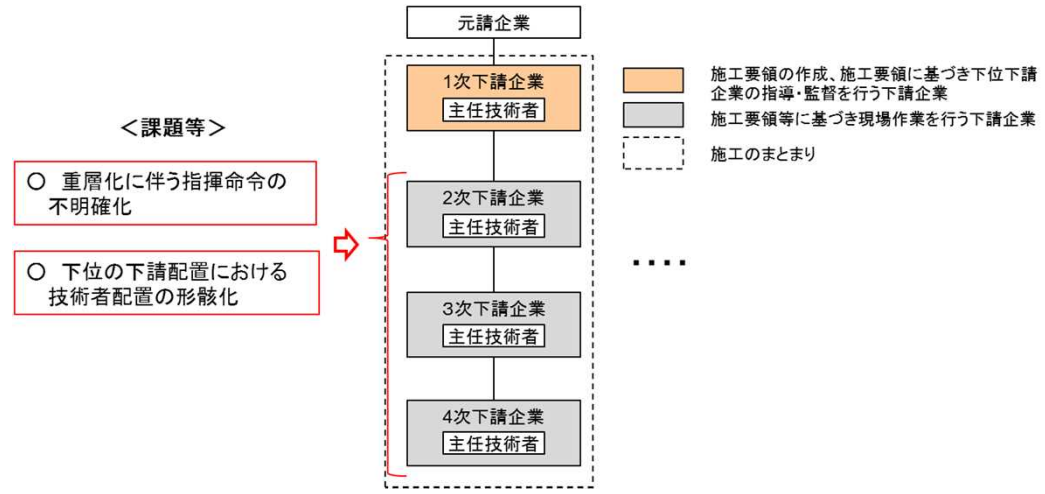 元請企業
1次下請企業
主任技術者
施工要領の作成、施工要領に基づき下位下請
企業の指導・監督を行う下請企業
施工要領等に基づき現場作業を行う下請企業
施工のまとまり
＜課題等＞
○ 重層化に伴う指揮命令の
不明確化
○ 下位の下請配置における
技術者配置の形骸化
2次下請企業
主任技術者
3次下請企業
主任技術者
4次下請企業
主任技術者
・・・・